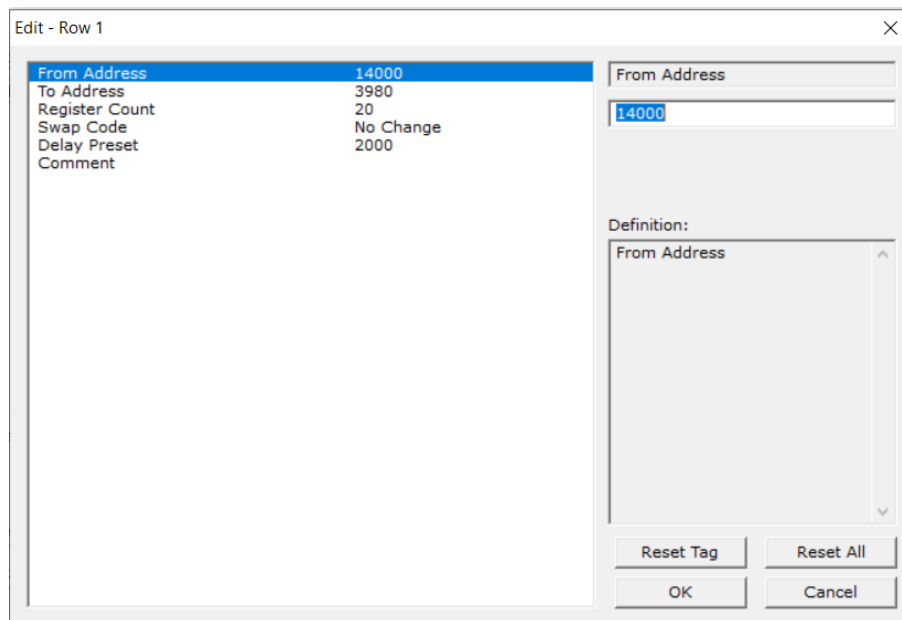 Edit - Row 1
From Address 14000
To Address 3980
Register Count 20
Swap Code No Change
Delay Preset 2000
Comment
From Address
14000
Definition:
From Address
Reset Tag Reset All
OK Cancel